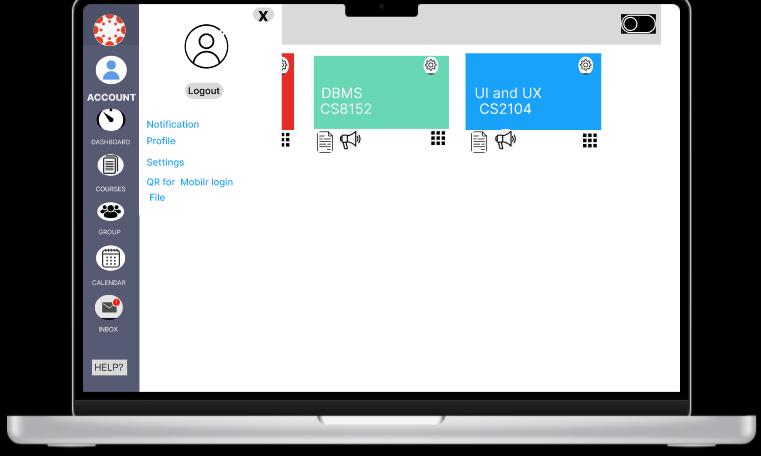 X
Logout
ACCOUNT
Notification
Profile
Settings
QR for Mobilr login
File
DASHBOARD
COURSES
GROUP
CALENDAR
INBOX
HELP?
DBMS
CS8152
UI and UX
CS2104